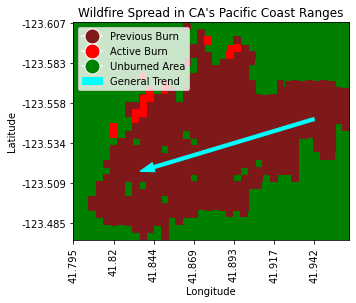 Wildfire Spread in CA's Pacific Coast Ranges
Previous Burn
Active Burn
Unburned Area
General Trend
Latitude
-123.607
-123.583
-123.558
-123.534
-123.509
-123.485
41.795
41.82
41.844
41.869
41.893
41.917
41.942
Longitude